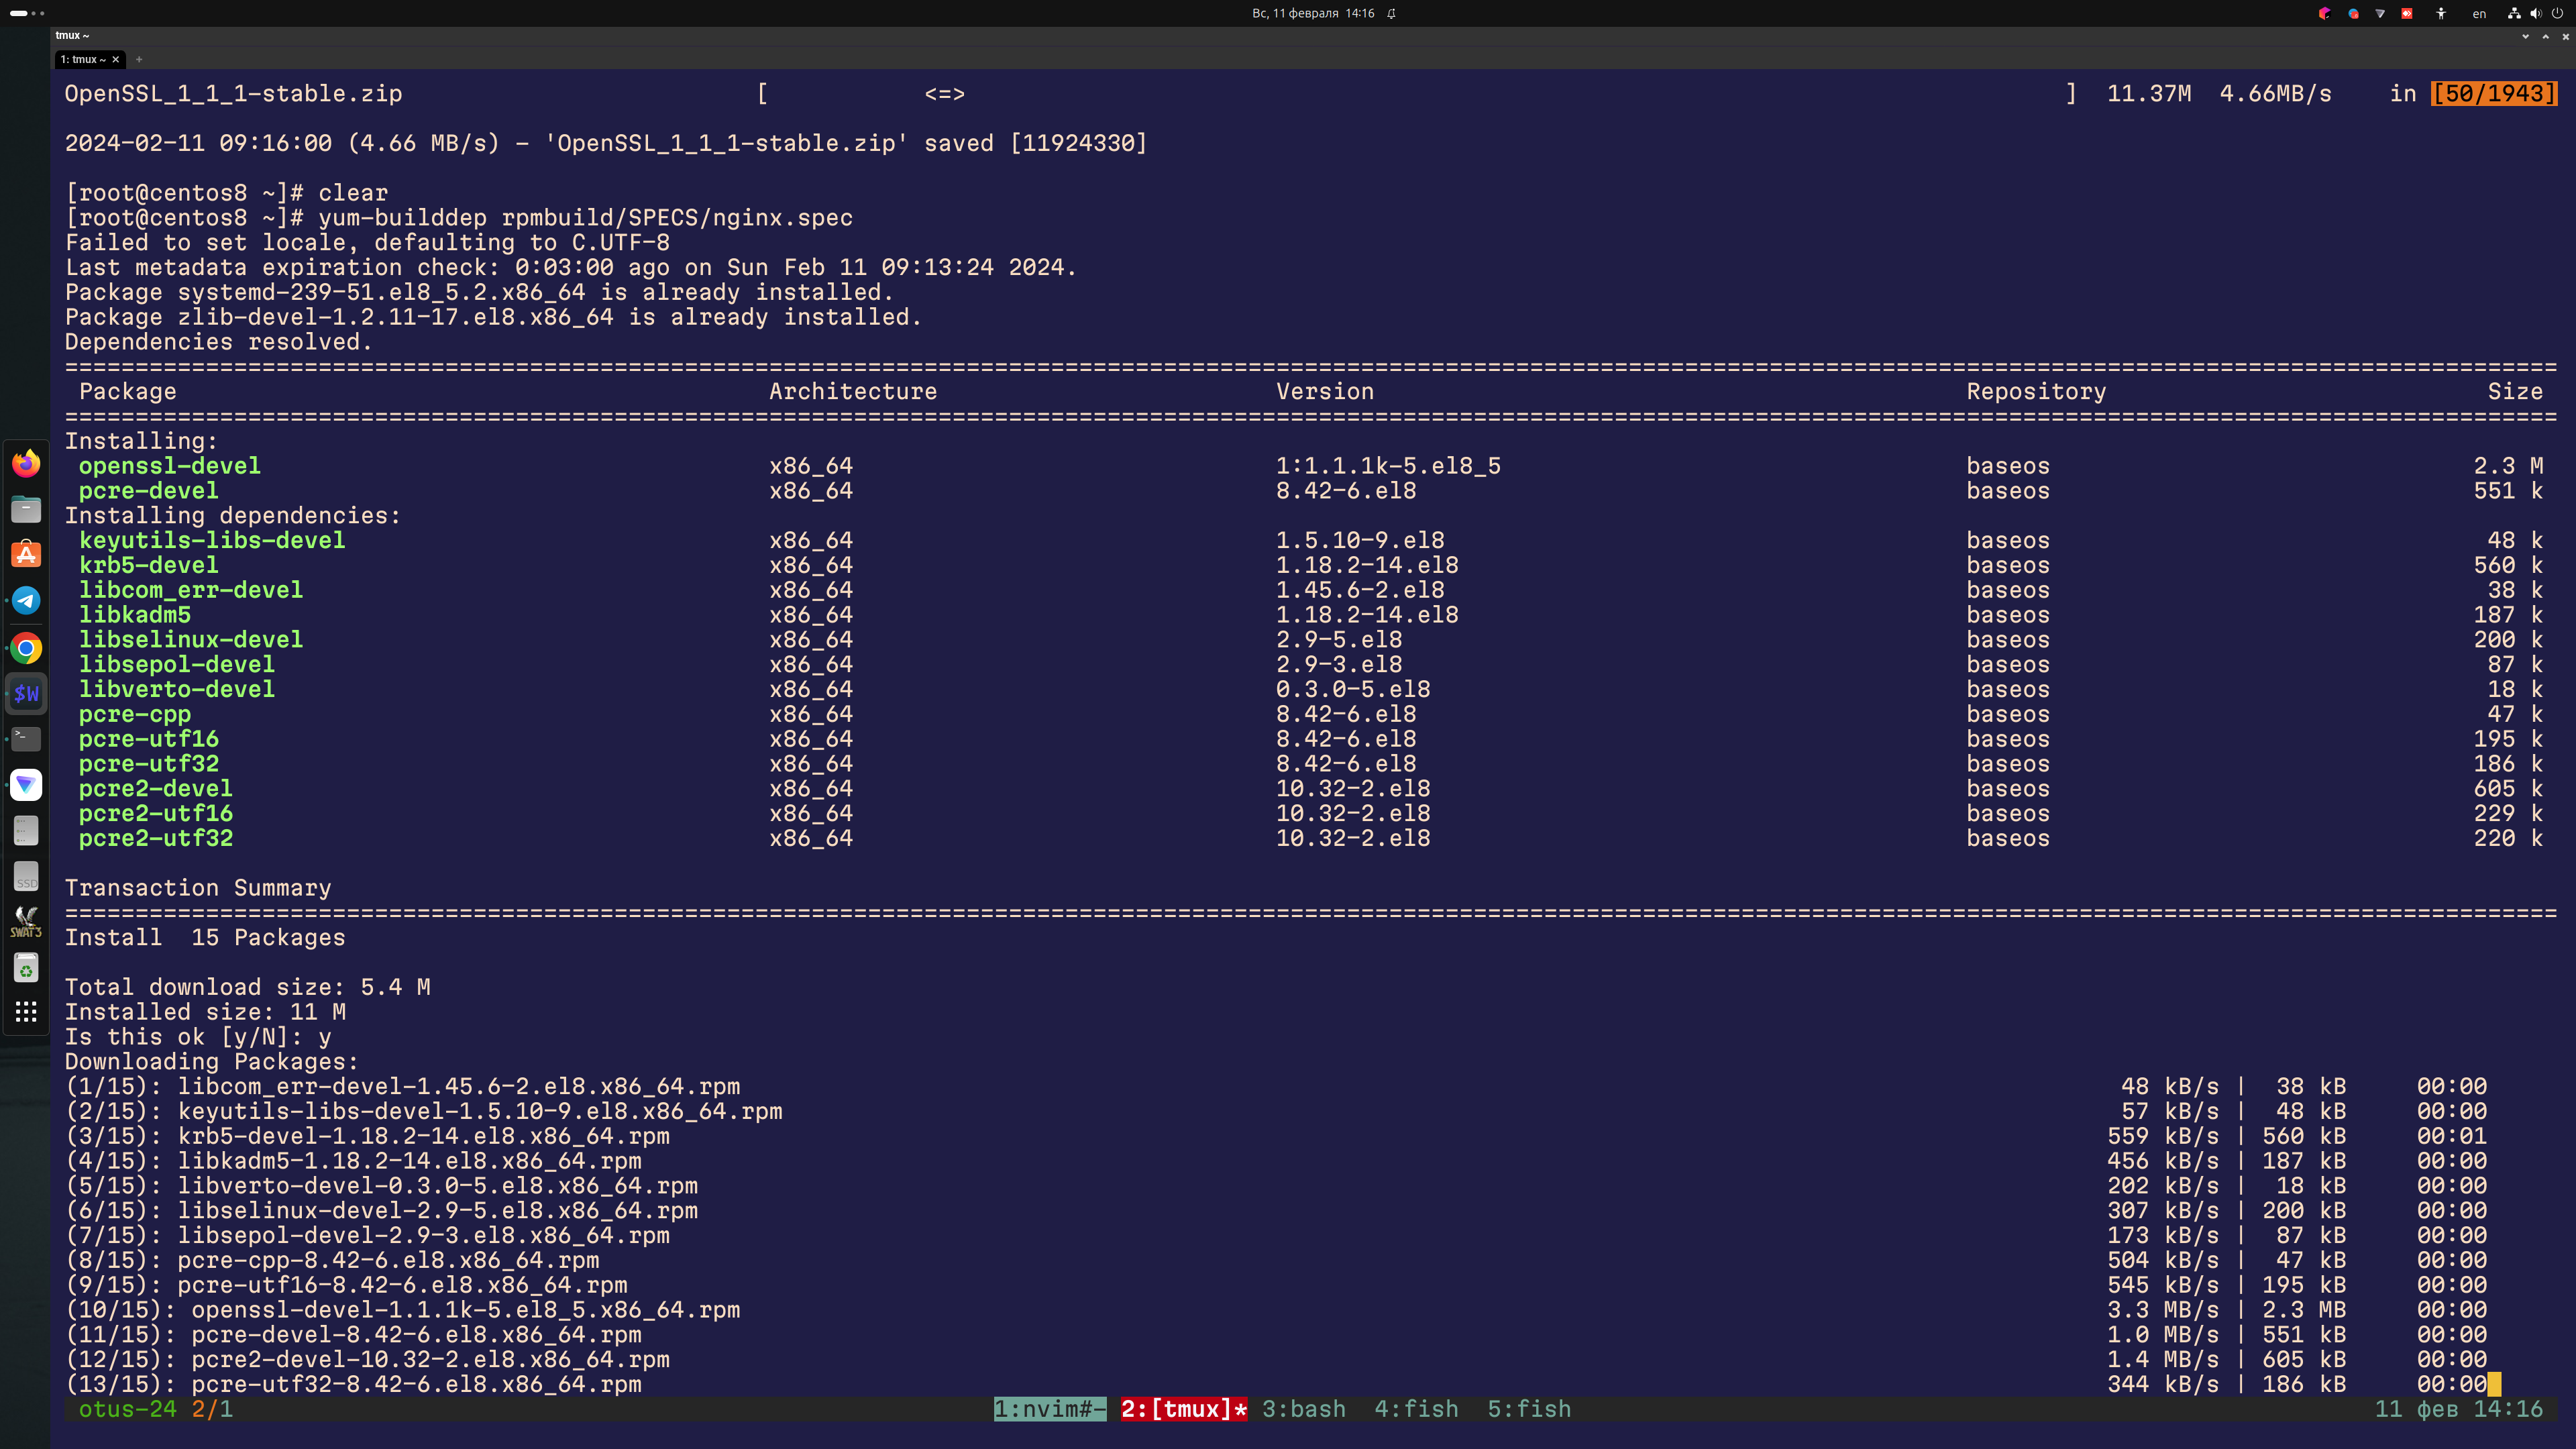 Вс, 11 февраля 14:16
en
tmux ~
1: tmux ~ × +
OpenSSL_1_1_1-stable.zip [ <=> ] 11.37M 4.66MB/s in [50/1943]
2024-02-11 09:16:00 (4.66 MB/s) - 'OpenSSL_1_1_1-stable.zip' saved [11924330]
[root@centos8 ~]# clear
[root@centos8 ~]# yum-builddep rpmbuild/SPECS/nginx.spec
Failed to set locale, defaulting to C.UTF-8
Last metadata expiration check: 0:03:00 ago on Sun Feb 11 09:13:24 2024.
Package systemd-239-51.el8_5.2.x86_64 is already installed.
Package zlib-devel-1.2.11-17.el8.x86_64 is already installed.
Dependencies resolved.
Package Architecture Version Repository Size
Installing:
openssl-devel x86_64 1:1.1.1k-5.el8_5 baseos 2.3 M
pcre-devel x86_64 8.42-6.el8 baseos 551 k
Installing dependencies:
keyutils-libs-devel x86_64 1.5.10-9.el8 baseos 48 k
krb5-devel x86_64 1.18.2-14.el8 baseos 560 k
libcom_err-devel x86_64 1.45.6-2.el8 baseos 38 k
libkadm5 x86_64 1.18.2-14.el8 baseos 187 k
libselinux-devel x86_64 2.9-5.el8 baseos 200 k
libsepol-devel x86_64 2.9-3.el8 baseos 87 k
libverto-devel x86_64 0.3.0-5.el8 baseos 18 k
pcre-cpp x86_64 8.42-6.el8 baseos 47 k
pcre-utf16 x86_64 8.42-6.el8 baseos 195 k
pcre-utf32 x86_64 8.42-6.el8 baseos 186 k
pcre2-devel x86_64 10.32-2.el8 baseos 605 k
pcre2-utf16 x86_64 10.32-2.el8 baseos 229 k
pcre2-utf32 x86_64 10.32-2.el8 baseos 220 k
Transaction Summary
Install 15 Packages
Total download size: 5.4 M
Installed size: 11 M
Is this ok [y/N]: y
Downloading Packages:
(1/15): libcom_err-devel-1.45.6-2.el8.x86_64.rpm 48 kB/s | 38 kB 00:00
(2/15): keyutils-libs-devel-1.5.10-9.el8.x86_64.rpm 57 kB/s | 48 kB 00:00
(3/15): krb5-devel-1.18.2-14.el8.x86_64.rpm 559 kB/s | 560 kB 00:01
(4/15): libkadm5-1.18.2-14.el8.x86_64.rpm 456 kB/s | 187 kB 00:00
(5/15): libverto-devel-0.3.0-5.el8.x86_64.rpm 202 kB/s | 18 kB 00:00
(6/15): libselinux-devel-2.9-5.el8.x86_64.rpm 307 kB/s | 200 kB 00:00
(7/15): libsepol-devel-2.9-3.el8.x86_64.rpm 173 kB/s | 87 kB 00:00
(8/15): pcre-cpp-8.42-6.el8.x86_64.rpm 504 kB/s | 47 kB 00:00
(9/15): pcre-utf16-8.42-6.el8.x86_64.rpm 545 kB/s | 195 kB 00:00
(10/15): openssl-devel-1.1.1k-5.el8_5.x86_64.rpm 3.3 MB/s | 2.3 MB 00:00
(11/15): pcre-devel-8.42-6.el8.x86_64.rpm 1.0 MB/s | 551 kB 00:00
(12/15): pcre2-devel-10.32-2.el8.x86_64.rpm 1.4 MB/s | 605 kB 00:00
(13/15): pcre-utf32-8.42-6.el8.x86_64.rpm 344 kB/s | 186 kB 00:00
otus-24 2/1 1:nvim#- 2:[tmux]* 3:bash 4:fish 5:fish 11 фев 14:16
$W
SSD
SWAT3